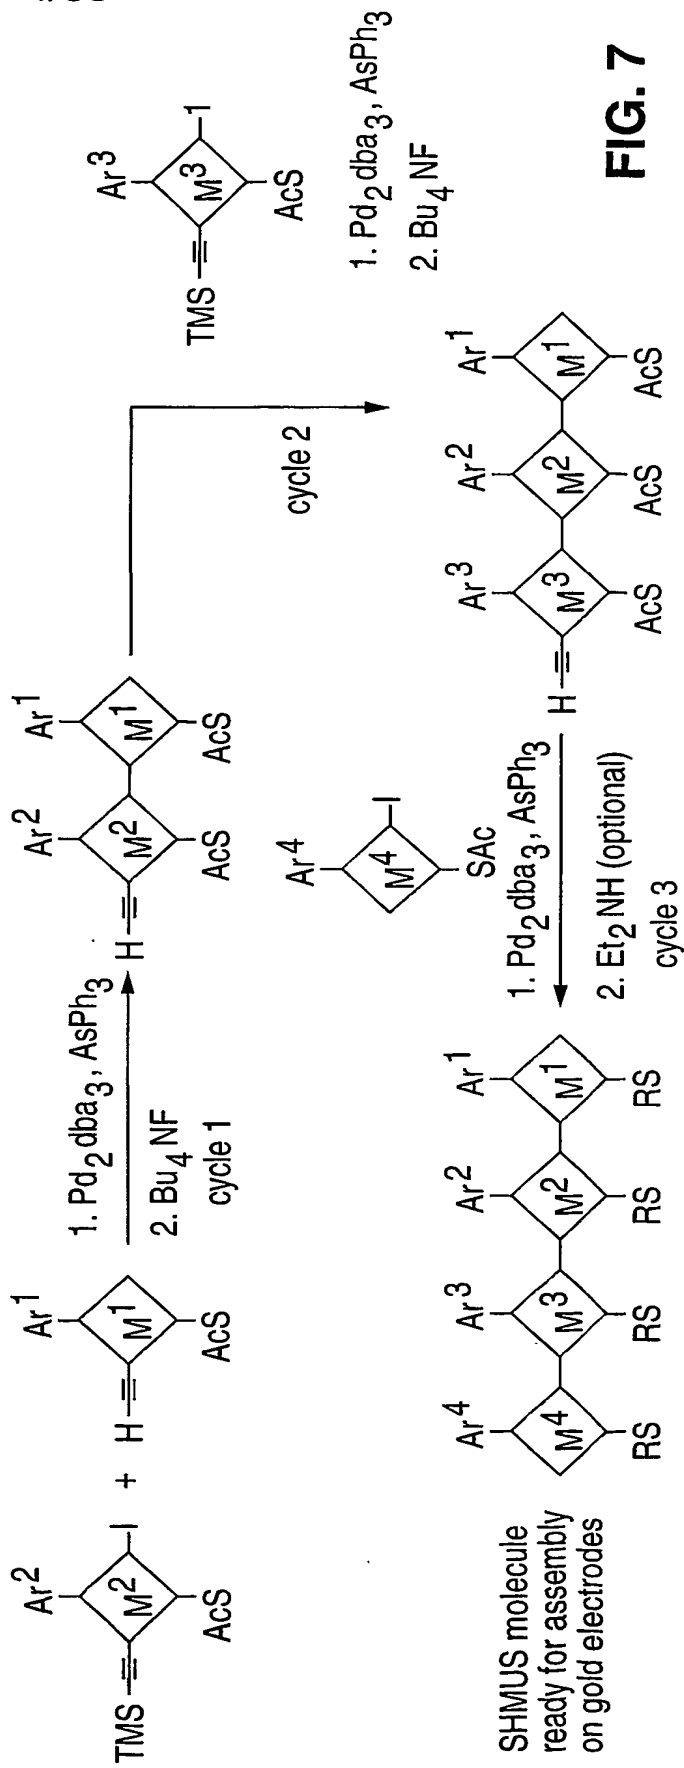 TMS
Ar2
M2
I
AcS
+
H
Ar1
M1
AcS
1. Pd2dba3, AsPh3
2. Bu4NF
cycle 1
H
Ar2
M2
AcS
Ar1
M1
AcS
cycle 2
TMS
Ar3
M3
1
AcS
1. Pd2dba3, AsPh3
2. Bu4NF
H
Ar3
M3
AcS
Ar2
M2
AcS
Ar1
M1
AcS
Ar4
M4
I
SAc
1. Pd2dba3, AsPh3
2. Et2NH (optional)
cycle 3
Ar4
M4
RS
Ar3
M3
RS
Ar2
M2
RS
Ar1
M1
RS
SHMUS molecule
ready for assembly
on gold electrodes
FIG. 7